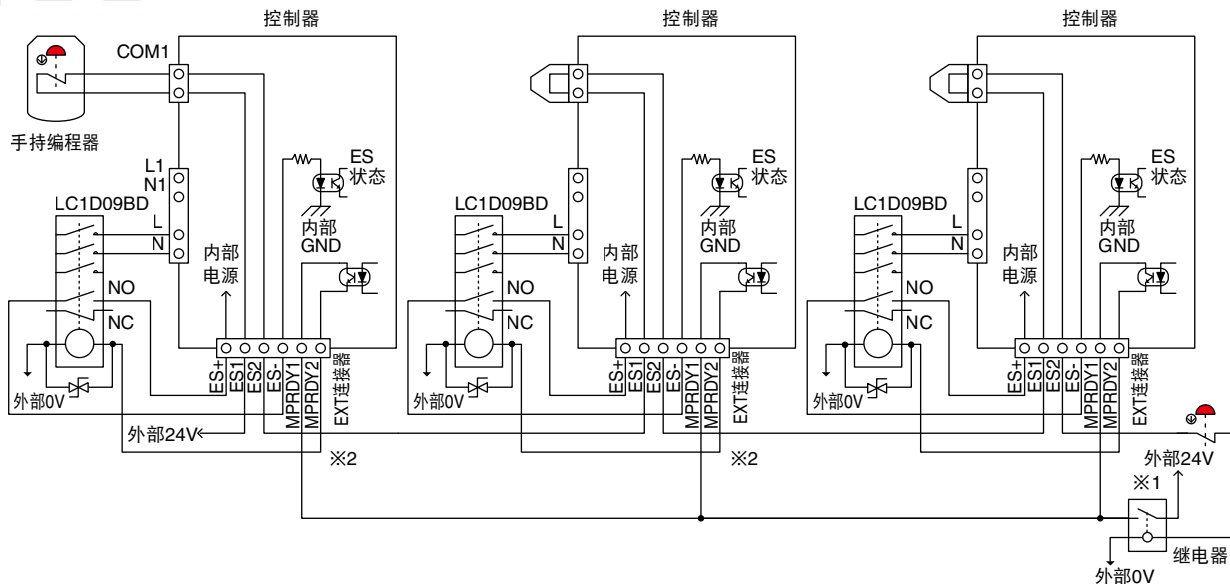 控制器
控制器
控制器
COM1
手持编程器
L1
N1
ES
状态
ES
状态
ES
状态
LC1D09BD
LC1D09BD
LC1D09BD
L
N
L
N
L
N
内部
电源
内部
GND
内部
电源
内部
GND
内部
电源
内部
GND
NO
NC
NO
NC
NO
NC
外部0V
ES+
ES1
ES2
ES-
MPRDY1
MPRDY2
EXT连接器
外部0V
ES+
ES1
ES2
ES-
MPRDY1
MPRDY2
EXT连接器
外部0V
ES+
ES1
ES2
ES-
MPRDY1
MPRDY2
EXT连接器
外部24V
※2
※2
外部24V
※1
继电器
外部0V